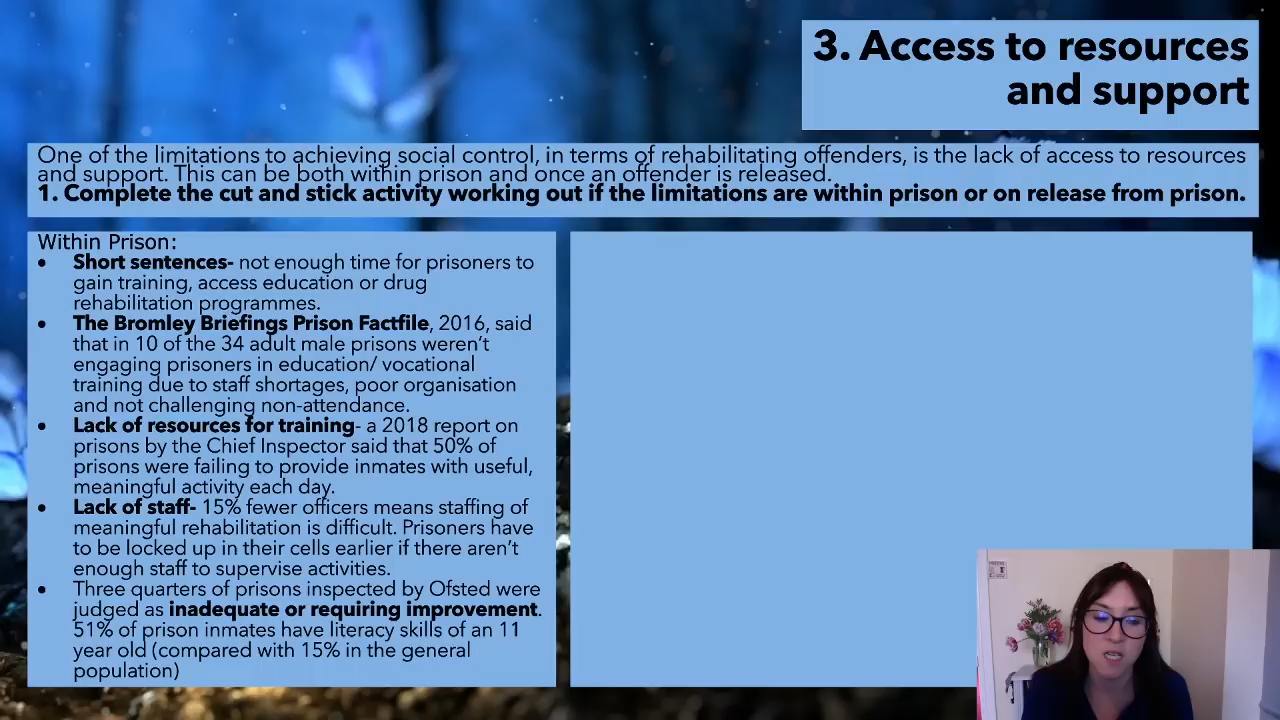 3. Access to resources
and support
One of the limitations to achieving social control, in terms of rehabilitating offenders, is the lack of access to resources
and support. This can be both within prison and once an offender is released.
1. Complete the cut and stick activity working out if the limitations are within prison or on release from prison.
Within Prison:
• Short sentences- not enough time for prisoners to
gain training, access education or drug
rehabilitation programmes.
• The Bromley Briefings Prison Factfile, 2016, said
that in 10 of the 34 adult male prisons weren't
engaging prisoners in education/ vocational
training due to staff shortages, poor organisation
and not challenging non-attendance.
• Lack of resources for training- a 2018 report on
prisons by the Chief Inspector said that 50% of
prisons were failing to provide inmates with useful,
meaningful activity each day.
• Lack of staff- 15% fewer officers means staffing of
meaningful rehabilitation is difficult. Prisoners have
to be locked up in their cells earlier if there aren't
enough staff to supervise activities.
• Three quarters of prisons inspected by Ofsted were
judged as inadequate or requiring improvement.
51% of prison inmates have literacy skills of an 11
year old (compared with 15% in the general
population)